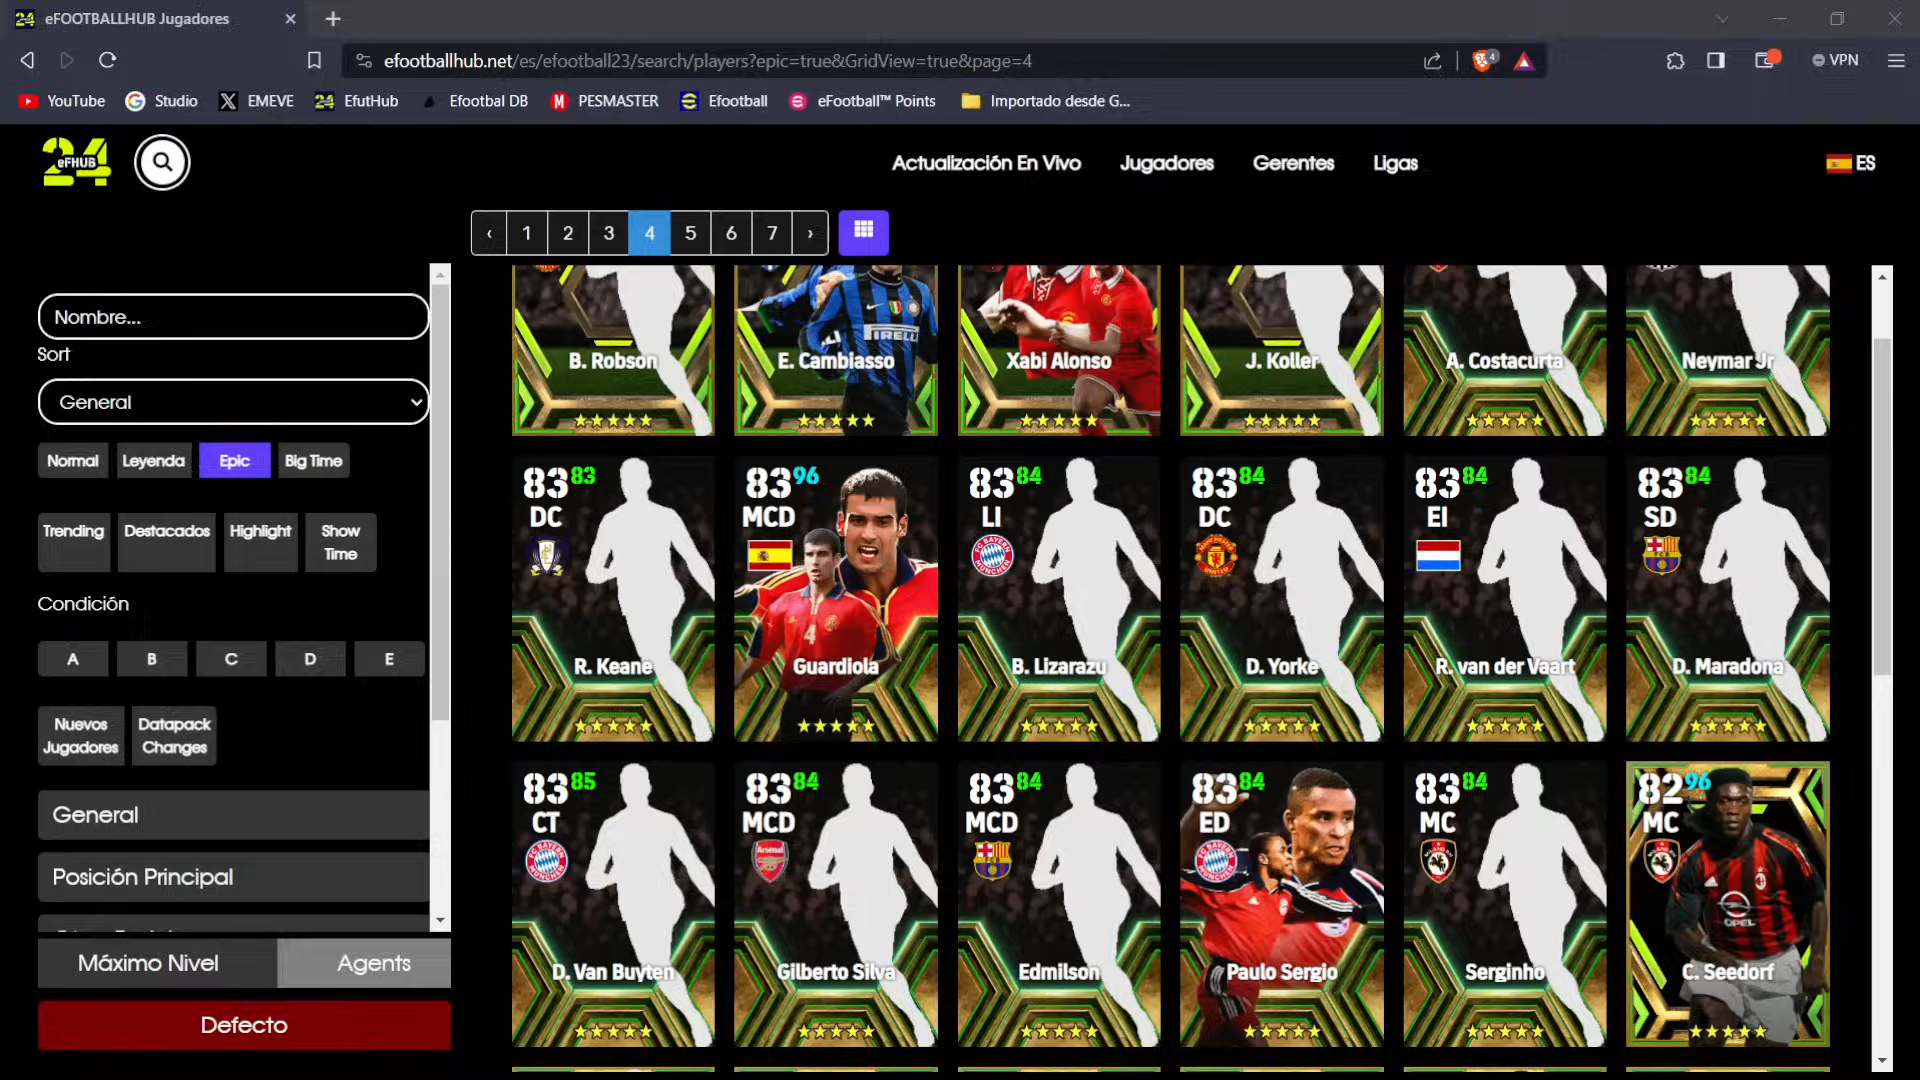 eFOOTBALLHUB Jugadores
efootballhub.net/es/efootball23/search/players?epic=true&GridView=true&page=4
4
VPN
YouTube
Studio
EMEVE
EfutHub
Efootbal DB
PESMASTER
Efootball
eFootball™ Points
Importado desde G...
24
eFHUB
Actualización En Vivo
Jugadores
Gerentes
Ligas
ES
‹ 1 2 3 4 5 6 7 ›
Nombre...
Sort
General
Normal
Leyenda
Epic
Big Time
Trending
Destacados
Highlight
Show
Time
Condición
A B C D E
Nuevos
Jugadores
Datapack
Changes
General
Posición Principal
Máximo Nivel
Agents
Defecto
B. Robson
PIRELLI
E. Cambiasso
Xabi Alonso
J. Koller
A. Costacurta
Neymar Jr
83 83
DC
R. Keane
83 96
MCD
4
Guardiola
83 84
LI
B. Lizarazu
83 84
DC
D. Yorke
83 84
EI
R. van der Vaart
83 84
SD
D. Maradona
83 85
CT
D. Van Buyten
83 84
MCD
Arsenal
Gilberto Silva
83 84
MCD
Edmilson
83 84
ED
Paulo Sergio
83 84
MC
Serginho
82 96
MC
OPEL
C. Seedorf